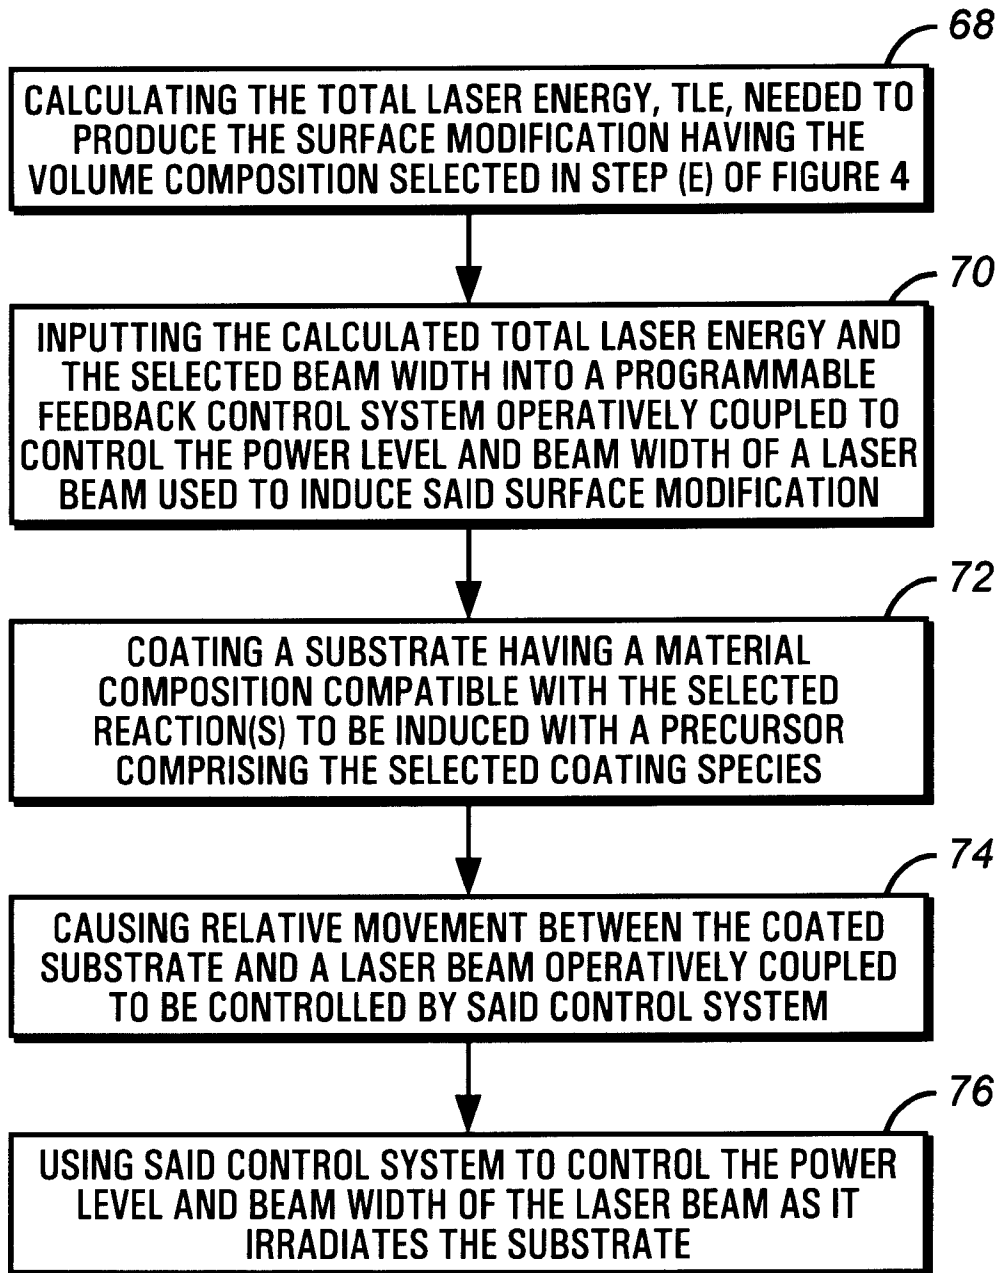 68
CALCULATING THE TOTAL LASER ENERGY, TLE, NEEDED TO
PRODUCE THE SURFACE MODIFICATION HAVING THE
VOLUME COMPOSITION SELECTED IN STEP (E) OF FIGURE 4
70
INPUTTING THE CALCULATED TOTAL LASER ENERGY AND
THE SELECTED BEAM WIDTH INTO A PROGRAMMABLE
FEEDBACK CONTROL SYSTEM OPERATIVELY COUPLED TO
CONTROL THE POWER LEVEL AND BEAM WIDTH OF A LASER
BEAM USED TO INDUCE SAID SURFACE MODIFICATION
72
COATING A SUBSTRATE HAVING A MATERIAL
COMPOSITION COMPATIBLE WITH THE SELECTED
REACTION(S) TO BE INDUCED WITH A PRECURSOR
COMPRISING THE SELECTED COATING SPECIES
74
CAUSING RELATIVE MOVEMENT BETWEEN THE COATED
SUBSTRATE AND A LASER BEAM OPERATIVELY COUPLED
TO BE CONTROLLED BY SAID CONTROL SYSTEM
76
USING SAID CONTROL SYSTEM TO CONTROL THE POWER
LEVEL AND BEAM WIDTH OF THE LASER BEAM AS IT
IRRADIATES THE SUBSTRATE